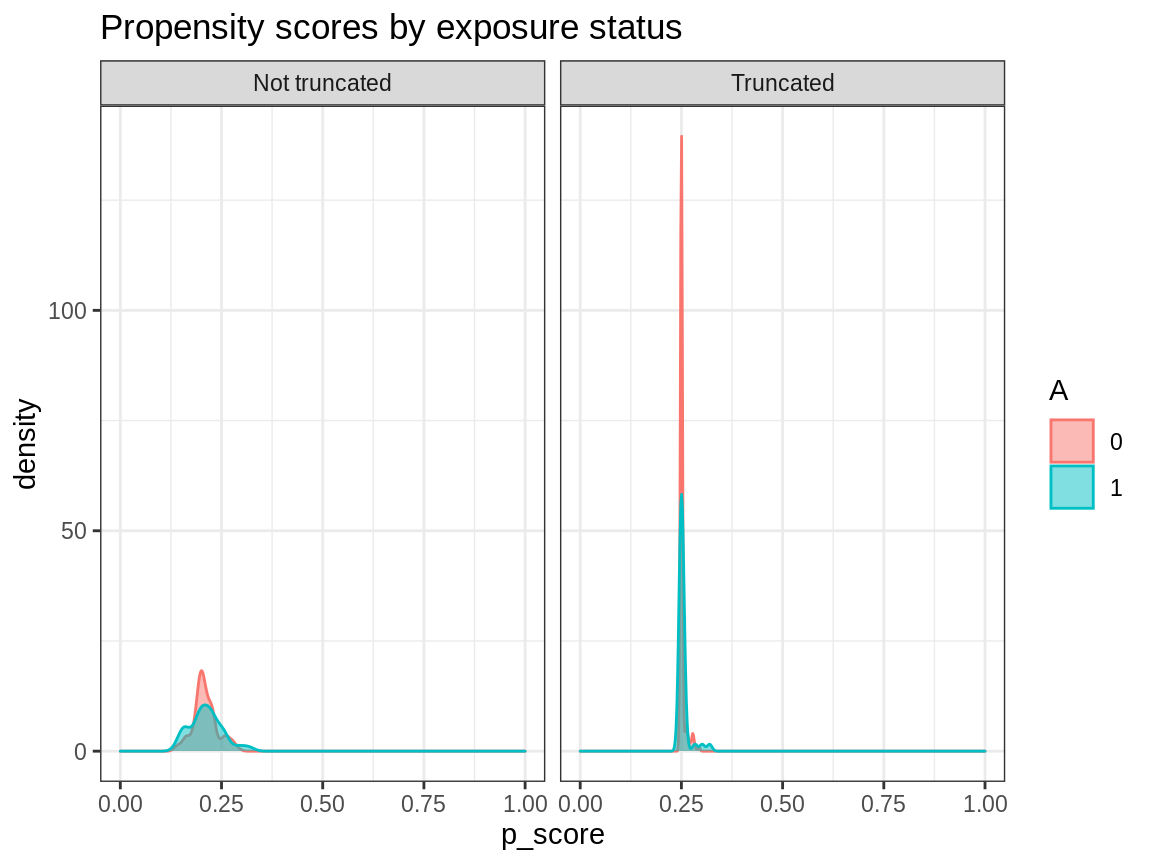 Propensity scores by exposure status
Not truncated
Truncated
density
100
50
0
0.00 0.25 0.50 0.75 1.00
0.00 0.25 0.50 0.75 1.00
p_score
A
0
1